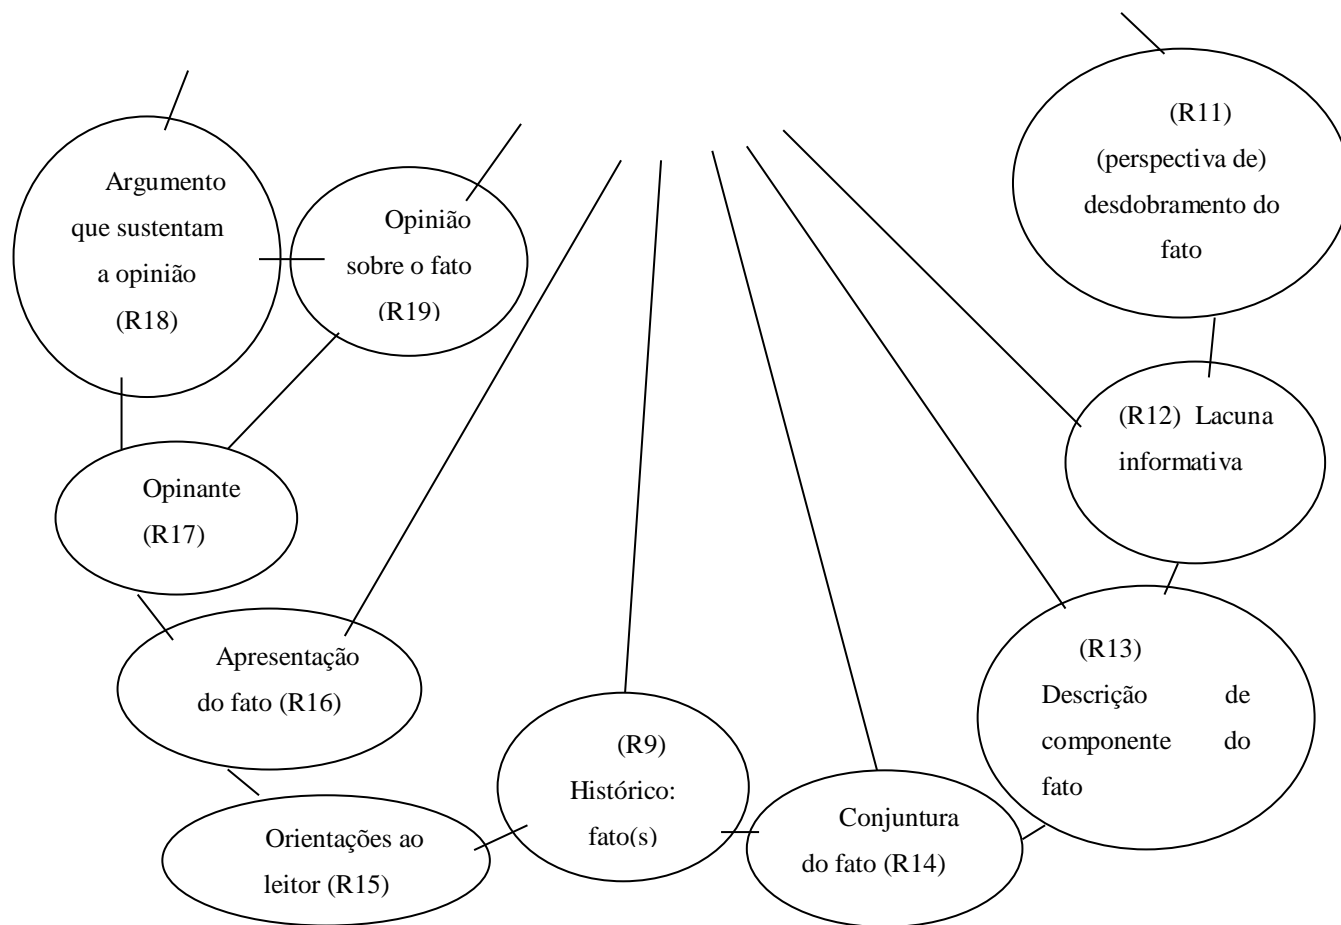 (R11)
(perspectiva de)
desdobramento do
fato
Argumento
que sustentam
a opinião
(R18)
Opinião
sobre o fato
(R19)
(R12) Lacuna
informativa
Opinante
(R17)
Apresentação
do fato (R16)
(R13)
Descrição de
componente do
fato
(R9)
Histórico:
fato(s)
Conjuntura
do fato (R14)
Orientações ao
leitor (R15)